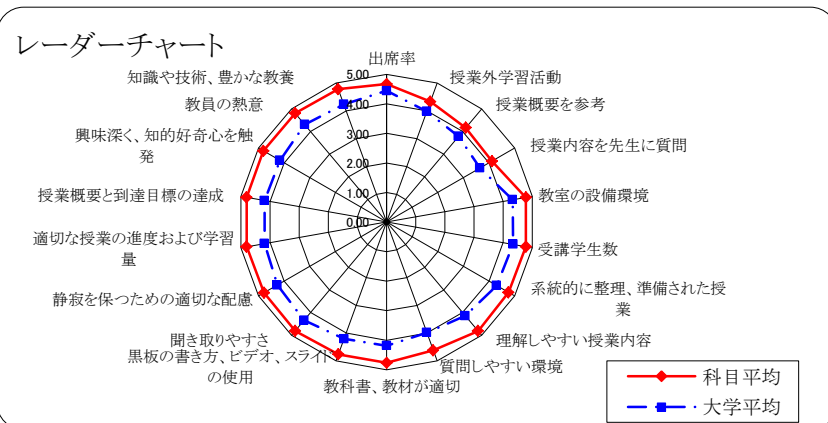 レーダーチャート
出席率
授業外学習活動
授業概要を参考
授業内容を先生に質問
教室の設備環境
受講学生数
系統的に整理、準備された授
業
理解しやすい授業内容
質問しやすい環境
教科書、教材が適切
黒板の書き方、ビデオ、スライド
の使用
聞き取りやすさ
静寂を保つための適切な配慮
適切な授業の進度および学習
量
授業概要と到達目標の達成
興味深く、知的好奇心を触
発
教員の熱意
知識や技術、豊かな教養
5.00
4.00
3.00
2.00
1.00
0.00
科目平均
大学平均